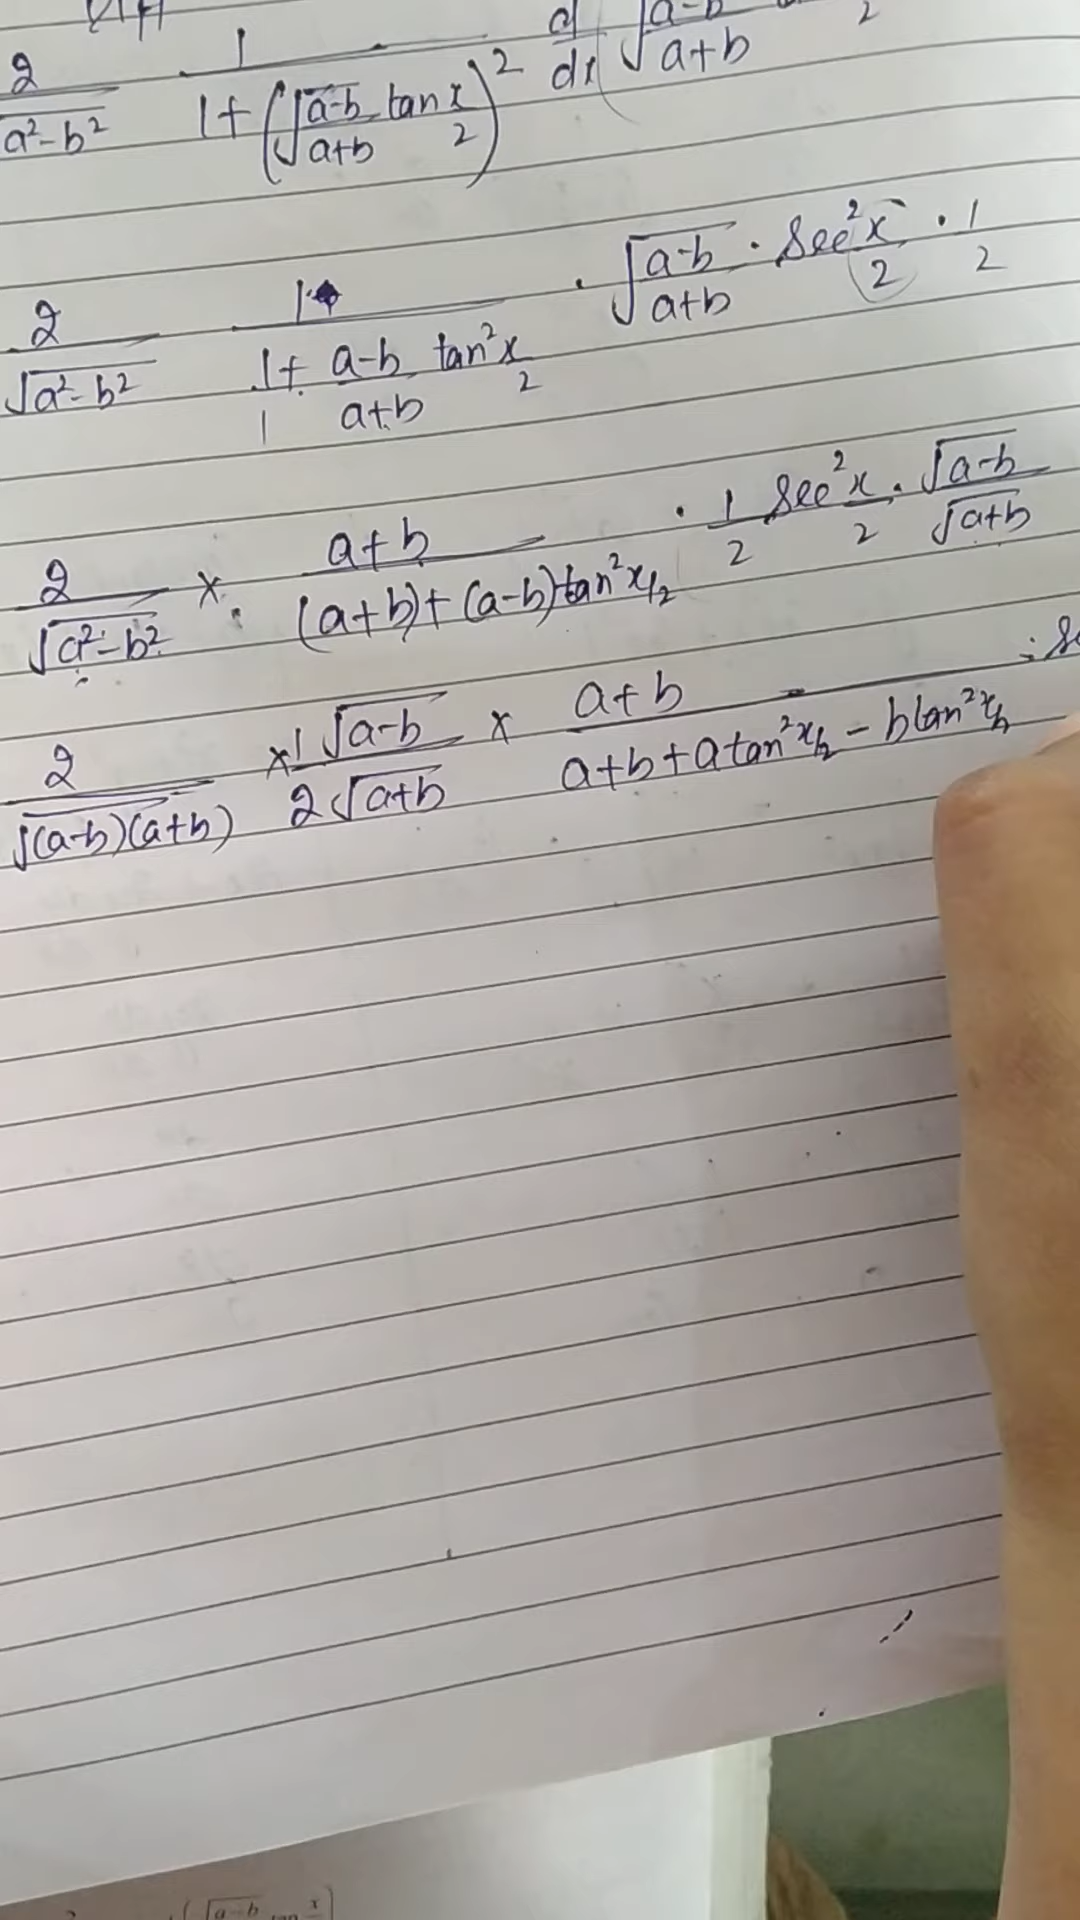 2/√(a²-b²) 1/(1+(√((a-b)/(a+b)) tan x/2)²) d/dx √((a-b)/(a+b))
2/√(a²-b²) 1/(1/1 + (a-b)/(a+b) tan² x/2) · √((a-b)/(a+b)) · sec² x/2 · 1/2
2/√(a²-b²) × (a+b)/((a+b)+(a-b)tan² x/2) · 1/2 sec² x/2 · √(a-b)/√(a+b)
2/√((a-b)(a+b)) × 1√(a-b)/(2√(a+b)) × (a+b)/(a+b+a tan² x/2 - b tan² x/2)
√(a-b) x